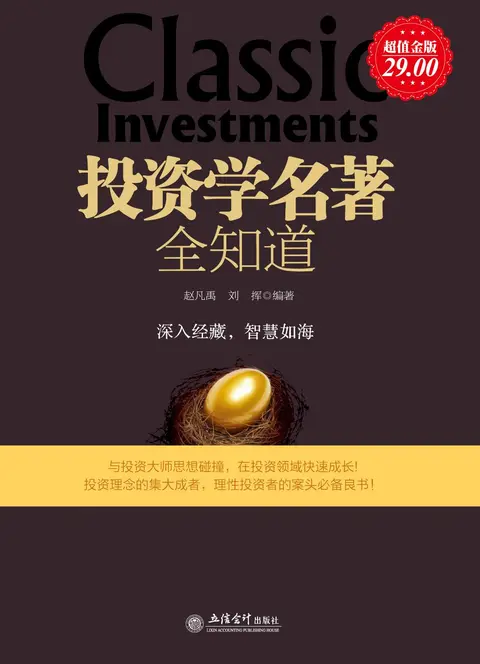 Classic
Investments
超值金版
29.00
投资学名著
全知道
赵凡禹 刘 挥◎编著
深入经藏，智慧如海
与投资大师思想碰撞，在投资领域快速成长!
投资理念的集大成者，理性投资者的案头必备良书!
立信会计出版社
LIXIN ACCOUNTING PUBLISHING HOUSE